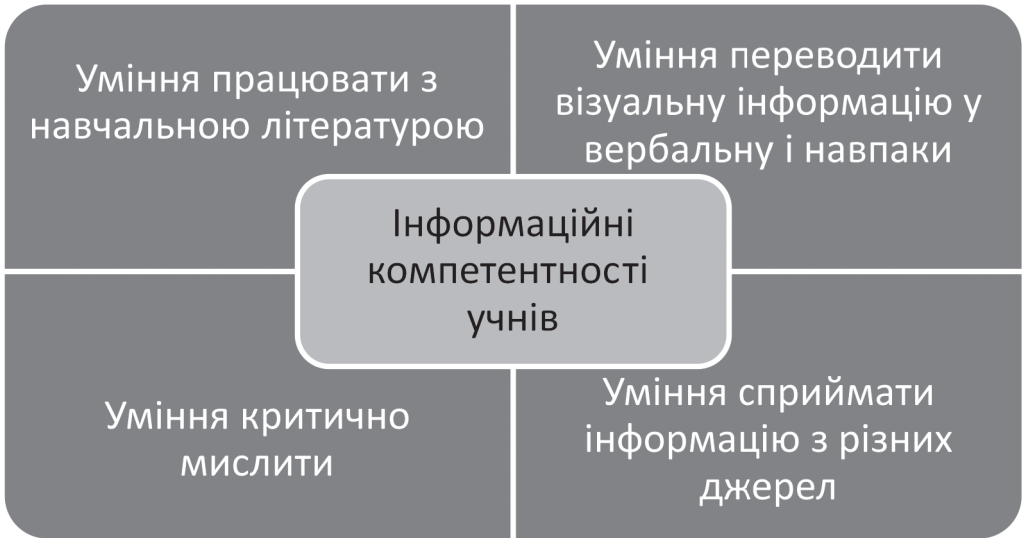 Уміння працювати з
навчальною літературою
Уміння переводити
візуальну інформацію у
вербальну і навпаки
Інформаційні
компетентності
учнів
Уміння критично
мислити
Уміння сприймати
інформацію з різних
джерел